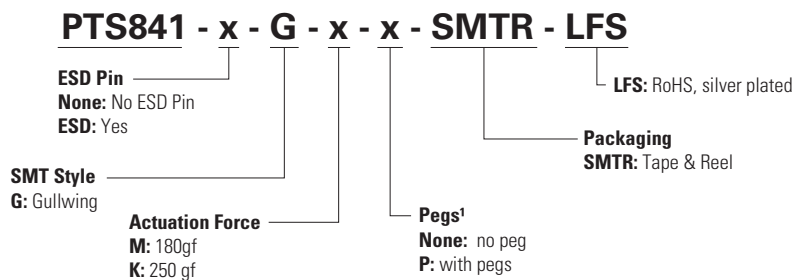 PTS841 - x - G - x - x - SMTR - LFS
ESD Pin
None: No ESD Pin
ESD: Yes
LFS: RoHS, silver plated
Packaging
SMTR: Tape & Reel
SMT Style
G: Gullwing
Actuation Force
M: 180gf
K: 250 gf
Pegs¹
None: no peg
P: with pegs